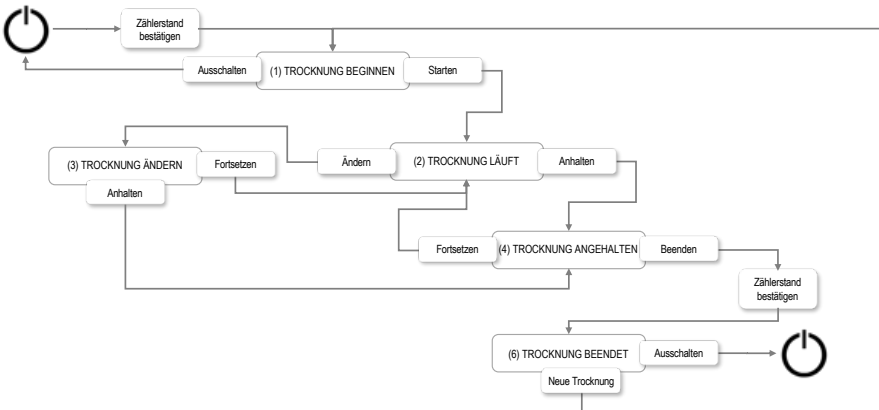 Zählerstand
bestätigen
Ausschalten
(1) TROCKNUNG BEGINNEN
Starten
(3) TROCKNUNG ÄNDERN
Fortsetzen
Anhalten
Ändern
(2) TROCKNUNG LÄUFT
Anhalten
Fortsetzen
(4) TROCKNUNG ANGEHALTEN
Beenden
Zählerstand
bestätigen
(6) TROCKNUNG BEENDET
Ausschalten
Neue Trocknung